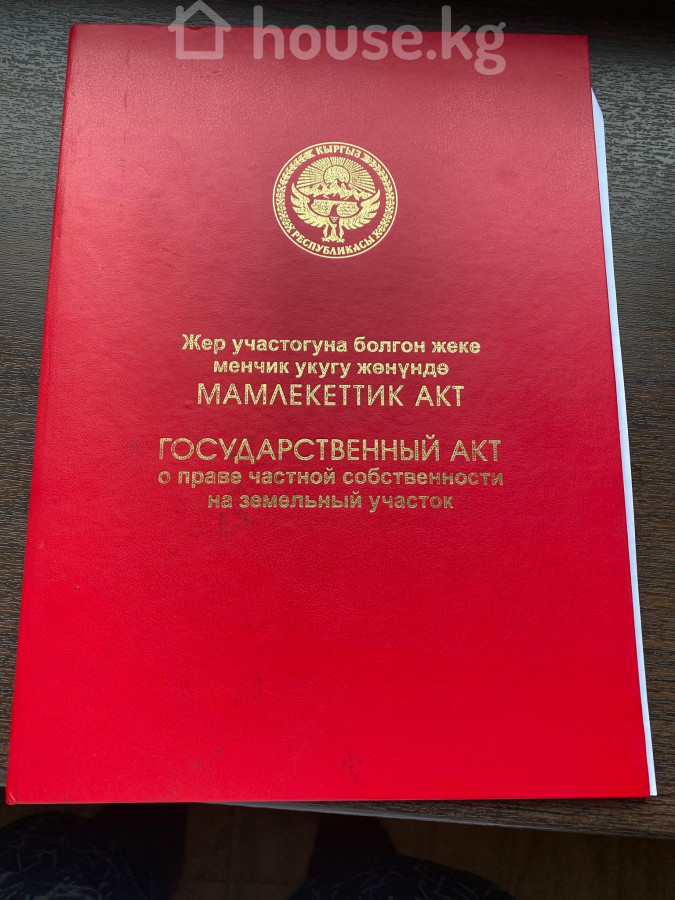 house.kg
КЫРГЫЗ
РЕСПУБЛИКАСЫ
Жер участогуна болгон жеке
менчик укугу жөнүндө
МАМЛЕКЕТТИК АКТ
ГОСУДАРСТВЕННЫЙ АКТ
о праве частной собственности
на земельный участок